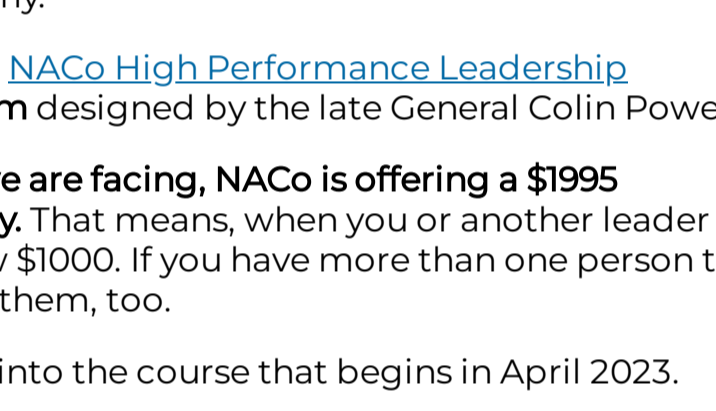 NACo High Performance Leadership
designed by the late General Colin
are facing, NACo is offering a $1995
That means, when you or another leader
$1000. If you have more than one person
them, too.
into the course that begins in April 2023.